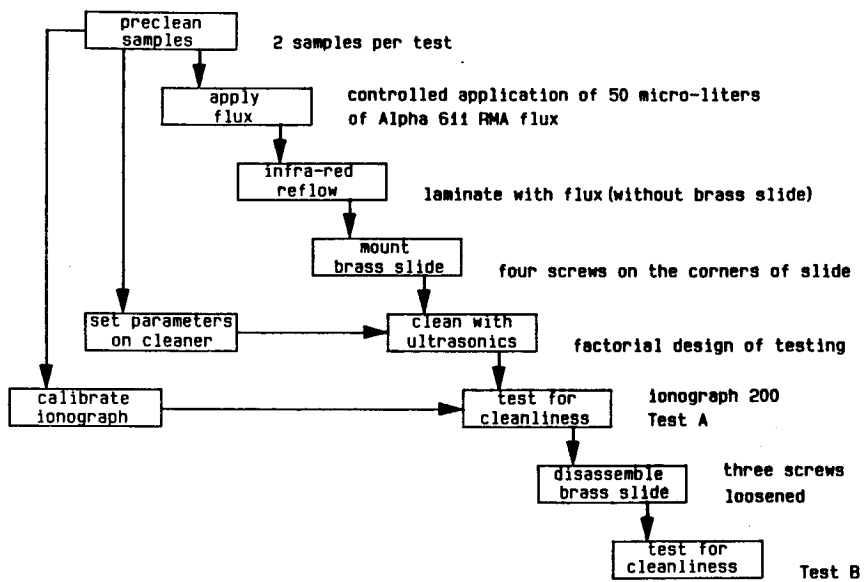 preclean
samples
2 samples per test
apply
flux
controlled application of 50 micro-liters
of Alpha 611 RMA flux
infra-red
reflow
laminate with flux (without brass slide)
mount
brass slide
four screws on the corners of slide
set parameters
on cleaner
clean with
ultrasonics
factorial design of testing
calibrate
ionograph
test for
cleanliness
ionograph 200
Test A
disassemble
brass slide
three screws
loosened
test for
cleanliness
Test B